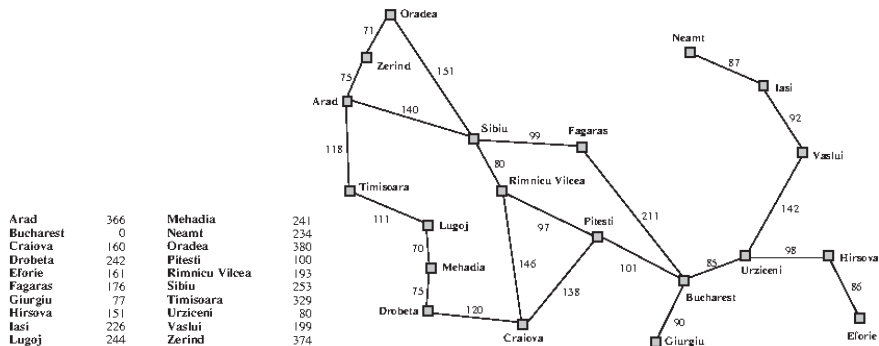 Oradea
71
Neamt
Zerind
87
151
75
Iasi
Arad
140
92
Sibiu
99
Fagaras
118
80
Vaslui
Timisoara
Rimnicu Vilcea
111
142
Lugoj
Pitesti
211
97
70
98
Hirsova
85
Mehadia
146
101
Urziceni
86
75
138
Bucharest
Drobeta
120
90
Craiova
Giurgiu
Eforie
Arad 366 Mehadia 241
Bucharest 0 Neamt 234
Craiova 160 Oradea 380
Drobeta 242 Pitesti 100
Eforie 161 Rimnicu Vilcea 193
Fagaras 176 Sibiu 253
Giurgiu 77 Timisoara 329
Hirsova 151 Urziceni 80
Iasi 226 Vaslui 199
Lugoj 244 Zerind 374